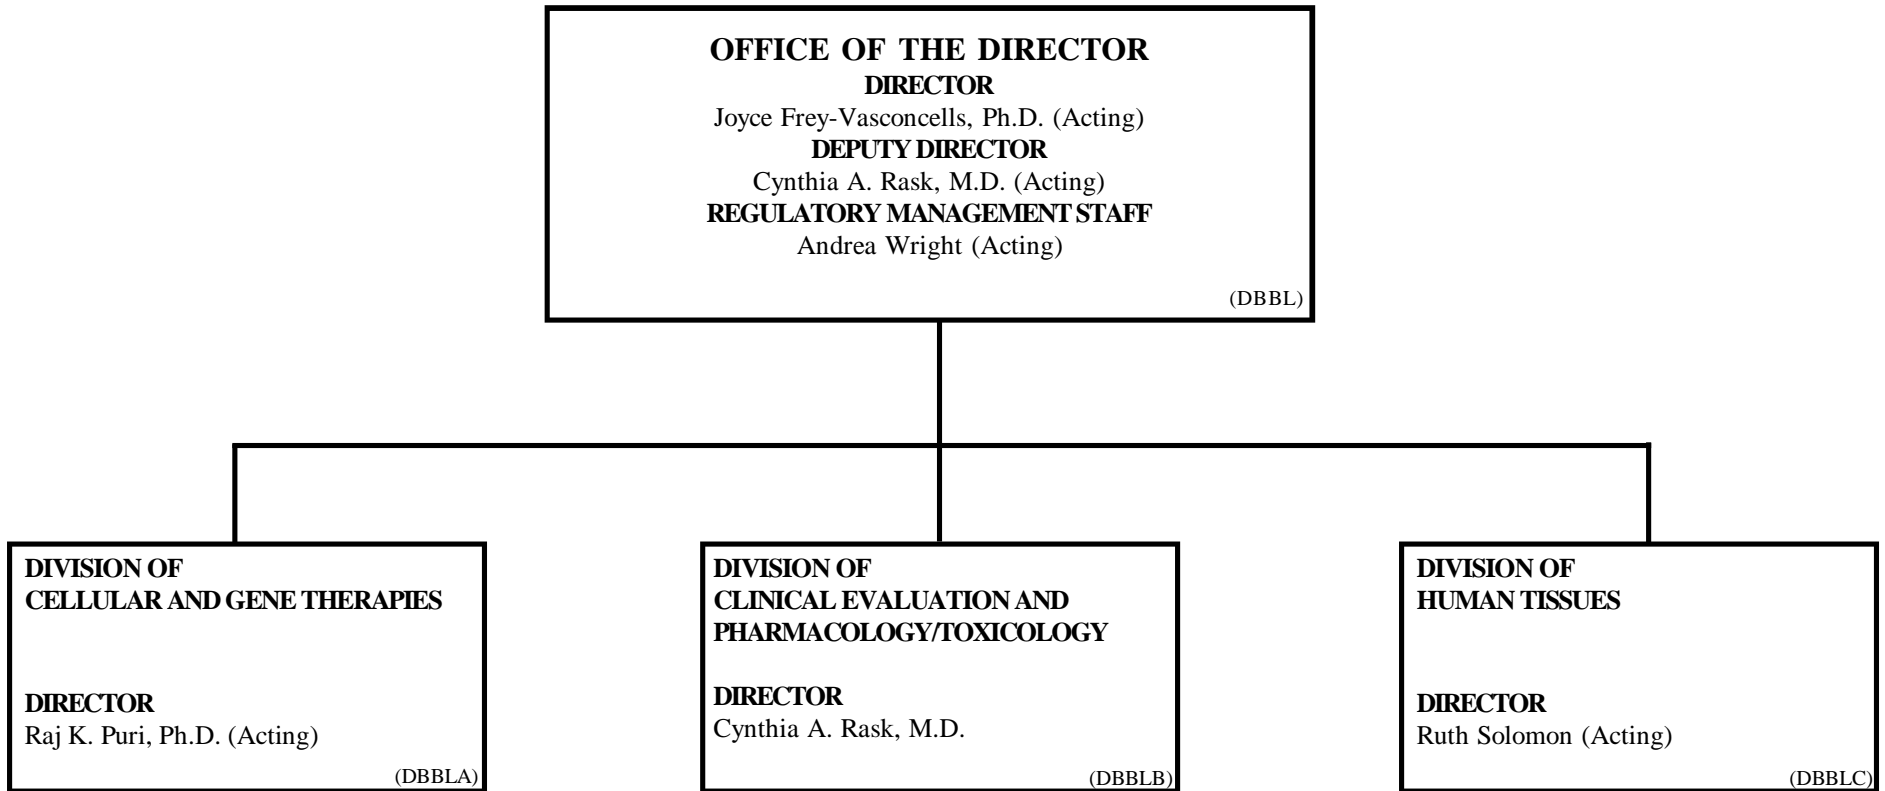 OFFICE OF THE DIRECTOR
DIRECTOR
Joyce Frey-Vasconcells, Ph.D. (Acting)
DEPUTY DIRECTOR
Cynthia A. Rask, M.D. (Acting)
REGULATORY MANAGEMENT STAFF
Andrea Wright (Acting)
(DBBL)
DIVISION OF
CELLULAR AND GENE THERAPIES
DIRECTOR
Raj K. Puri, Ph.D. (Acting)
(DBBLA)
DIVISION OF
CLINICAL EVALUATION AND
PHARMACOLOGY/TOXICOLOGY
DIRECTOR
Cynthia A. Rask, M.D.
(DBBLB)
DIVISION OF
HUMAN TISSUES
DIRECTOR
Ruth Solomon (Acting)
(DBBLC)